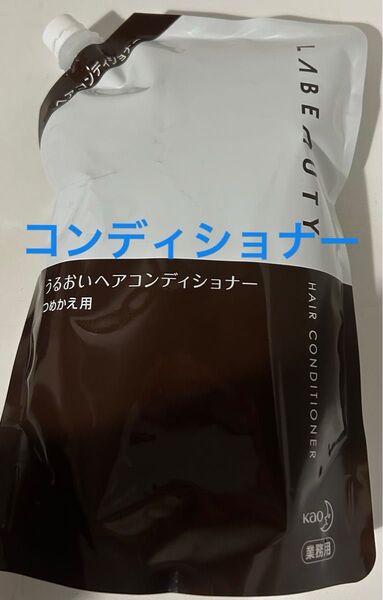 ヘアコンディショナー
LABEAUTY
コンディショナー
うるおいヘアコンディショナー
つめかえ用
HAIR CONDITIONER
Kao
業務用